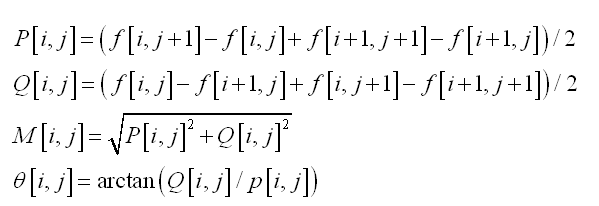 P[i, j]=(f[i, j+1]−f[i, j]+f[i+1, j+1]−f[i+1, j])/2
Q[i, j]=(f[i, j]−f[i+1, j]+f[i, j+1]−f[i+1, j+1])/2
M[i, j]=√(P[i, j]²+Q[i, j]²)
θ[i, j]=arctan(Q[i, j]/p[i, j])